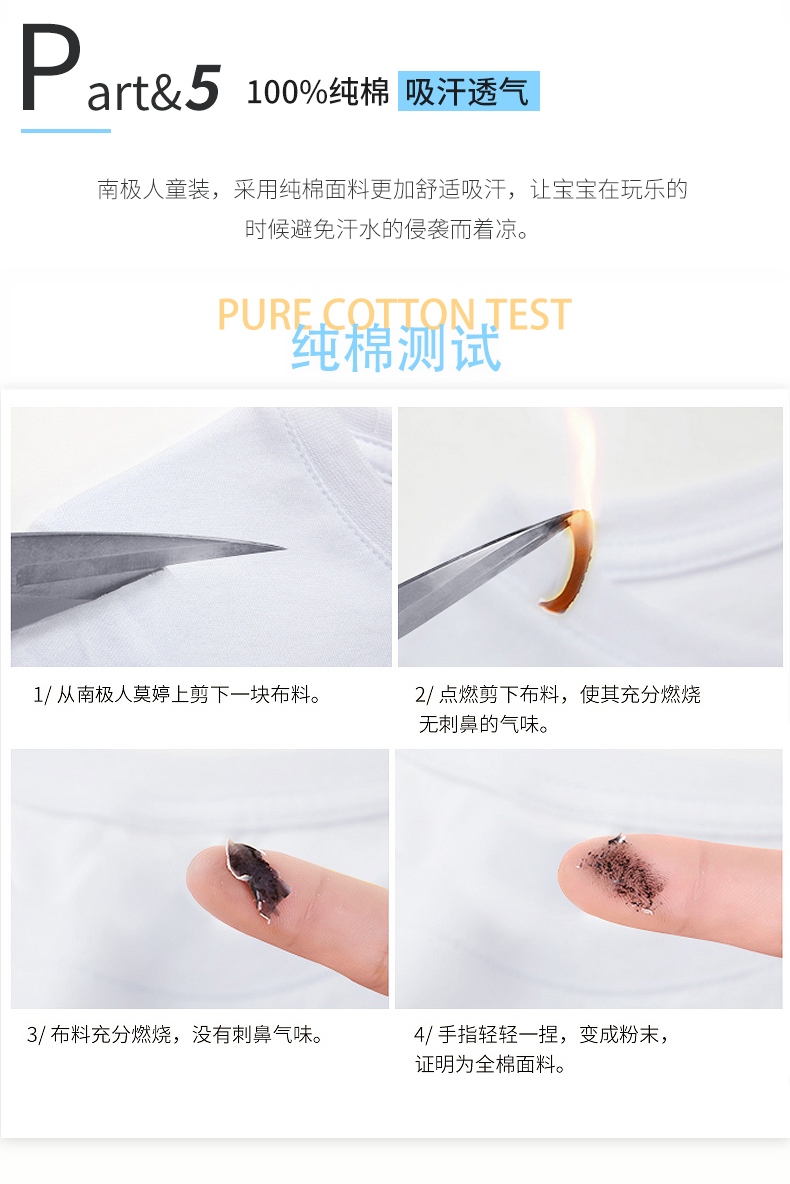 Part&5 100%纯棉 吸汗透气
南极人童装，采用纯棉面料更加舒适吸汗，让宝宝在玩乐的
时候避免汗水的侵袭而着凉。
PURE COTTON TEST
纯棉测试
1/ 从南极人莫婷上剪下一块布料。
2/ 点燃剪下布料，使其充分燃烧
无刺鼻的气味。
3/ 布料充分燃烧，没有刺鼻气味。
4/ 手指轻轻一捏，变成粉末，
证明为全棉面料。